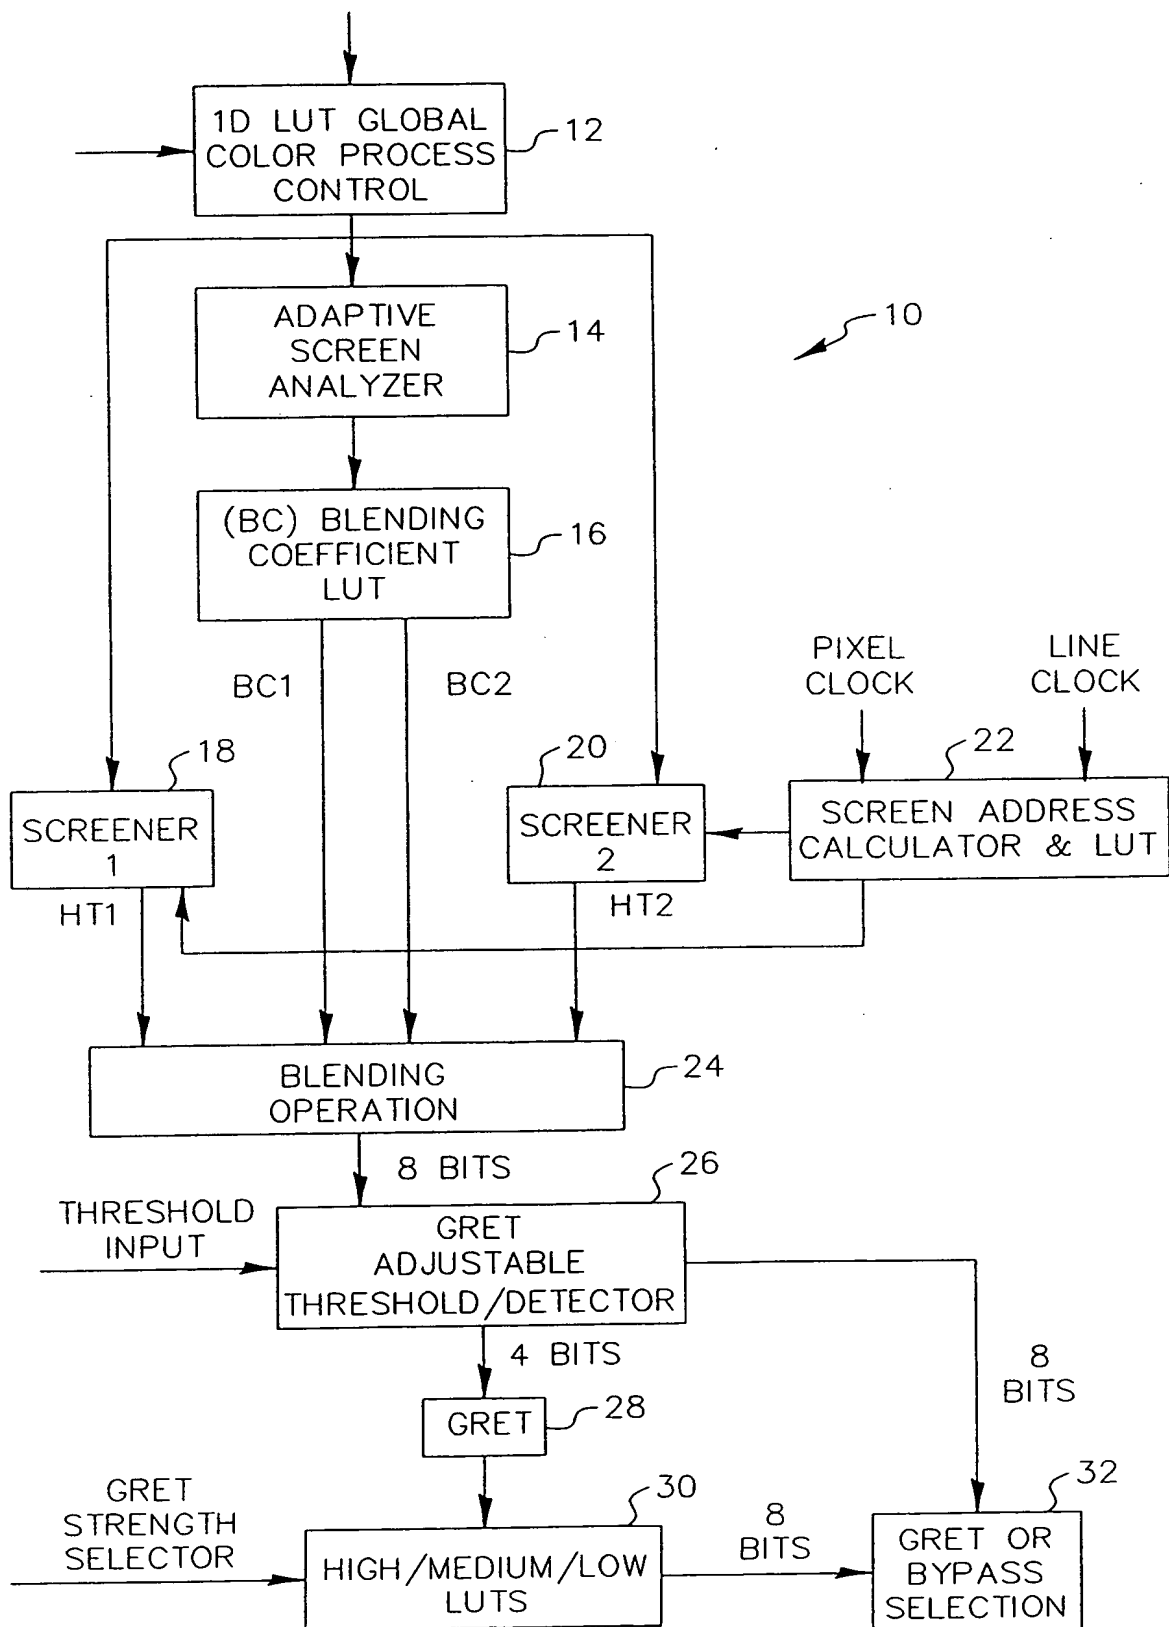 1D LUT GLOBAL
COLOR PROCESS
CONTROL
12
10
ADAPTIVE
SCREEN
ANALYZER
14
(BC) BLENDING
COEFFICIENT
LUT
16
BC1
BC2
PIXEL
CLOCK
LINE
CLOCK
18
20
22
SCREENER
1
SCREENER
2
SCREEN ADDRESS
CALCULATOR & LUT
HT1
HT2
BLENDING
OPERATION
24
8 BITS
26
THRESHOLD
INPUT
GRET
ADJUSTABLE
THRESHOLD/DETECTOR
4 BITS
8
BITS
GRET
28
GRET
STRENGTH
SELECTOR
30
HIGH/MEDIUM/LOW
LUTS
8
BITS
32
GRET OR
BYPASS
SELECTION